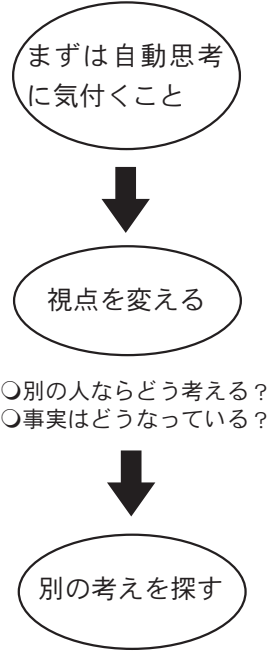 まずは自動思考
に気付くこと
視点を変える
○別の人ならどう考える？
○事実はどうなっている？
別の考えを探す